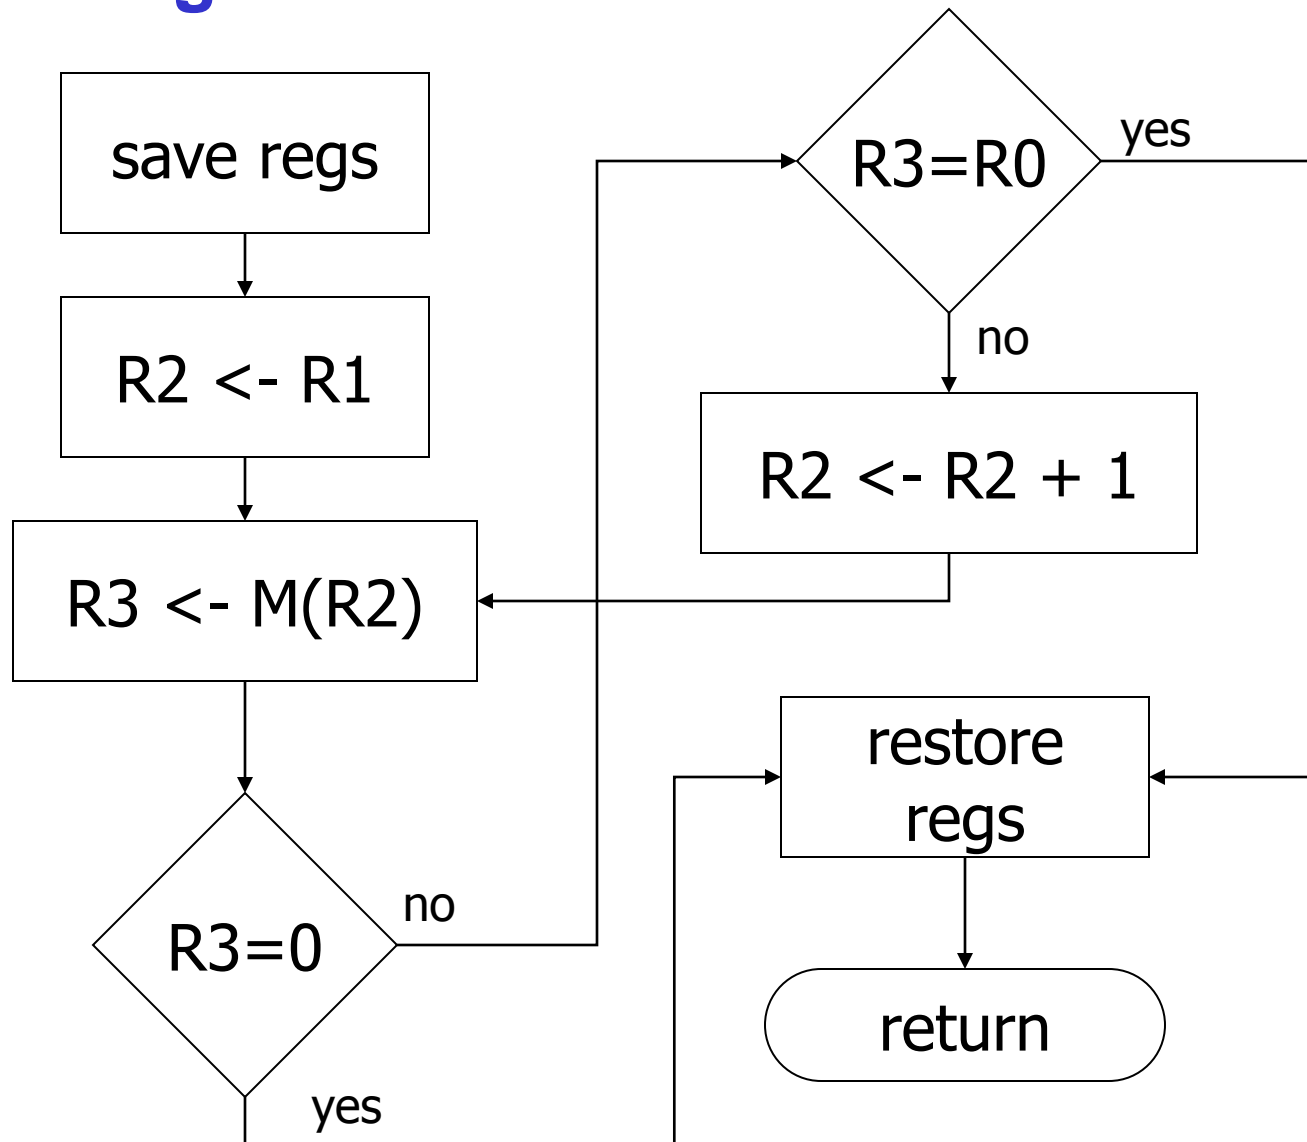 g
save regs
R2 <- R1
R3 <- M(R2)
R3=0
no
yes
R3=R0
yes
no
R2 <- R2 + 1
restore
regs
return